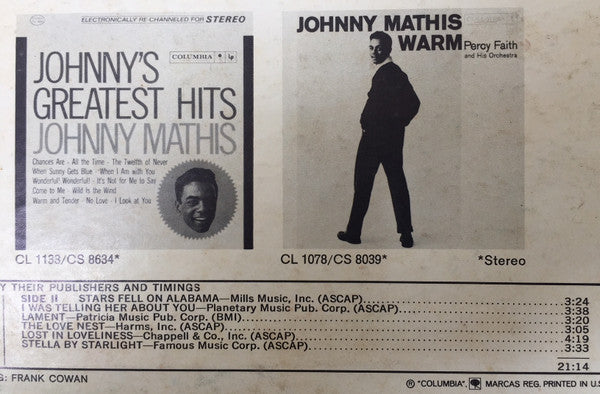 ELECTRONICALLY RE-CHANNELED FOR STEREO
COLUMBIA
JOHNNY'S
GREATEST HITS
JOHNNY MATHIS
Chances Are - All the Time - The Twelfth of Never
When Sunny Gets Blue - When I Am with You
Wonderful! Wonderful! - It's Not for Me to Say
Come to Me - Wild Is the Wind
Warm and Tender - No Love - I Look at You
CL 1133/CS 8634*
JOHNNY MATHIS
WARM Percy Faith
and His Orchestra
CL 1078/CS 8039*
*Stereo
Y THEIR PUBLISHERS AND TIMINGS
SIDE II STARS FELL ON ALABAMA—Mills Music, Inc. (ASCAP) 3:24
I WAS TELLING HER ABOUT YOU—Planetary Music Pub. Corp. (ASCAP) 3:38
LAMENT—Patricia Music Pub. Corp. (BMI) 3:20
THE LOVE NEST—Harms, Inc. (ASCAP) 3:05
LOST IN LOVELINESS—Chappell & Co., Inc. (ASCAP) 4:19
STELLA BY STARLIGHT—Famous Music Corp. (ASCAP) 3:33
21:14
G: FRANK COWAN
® "COLUMBIA", MARCAS REG. PRINTED IN U.S